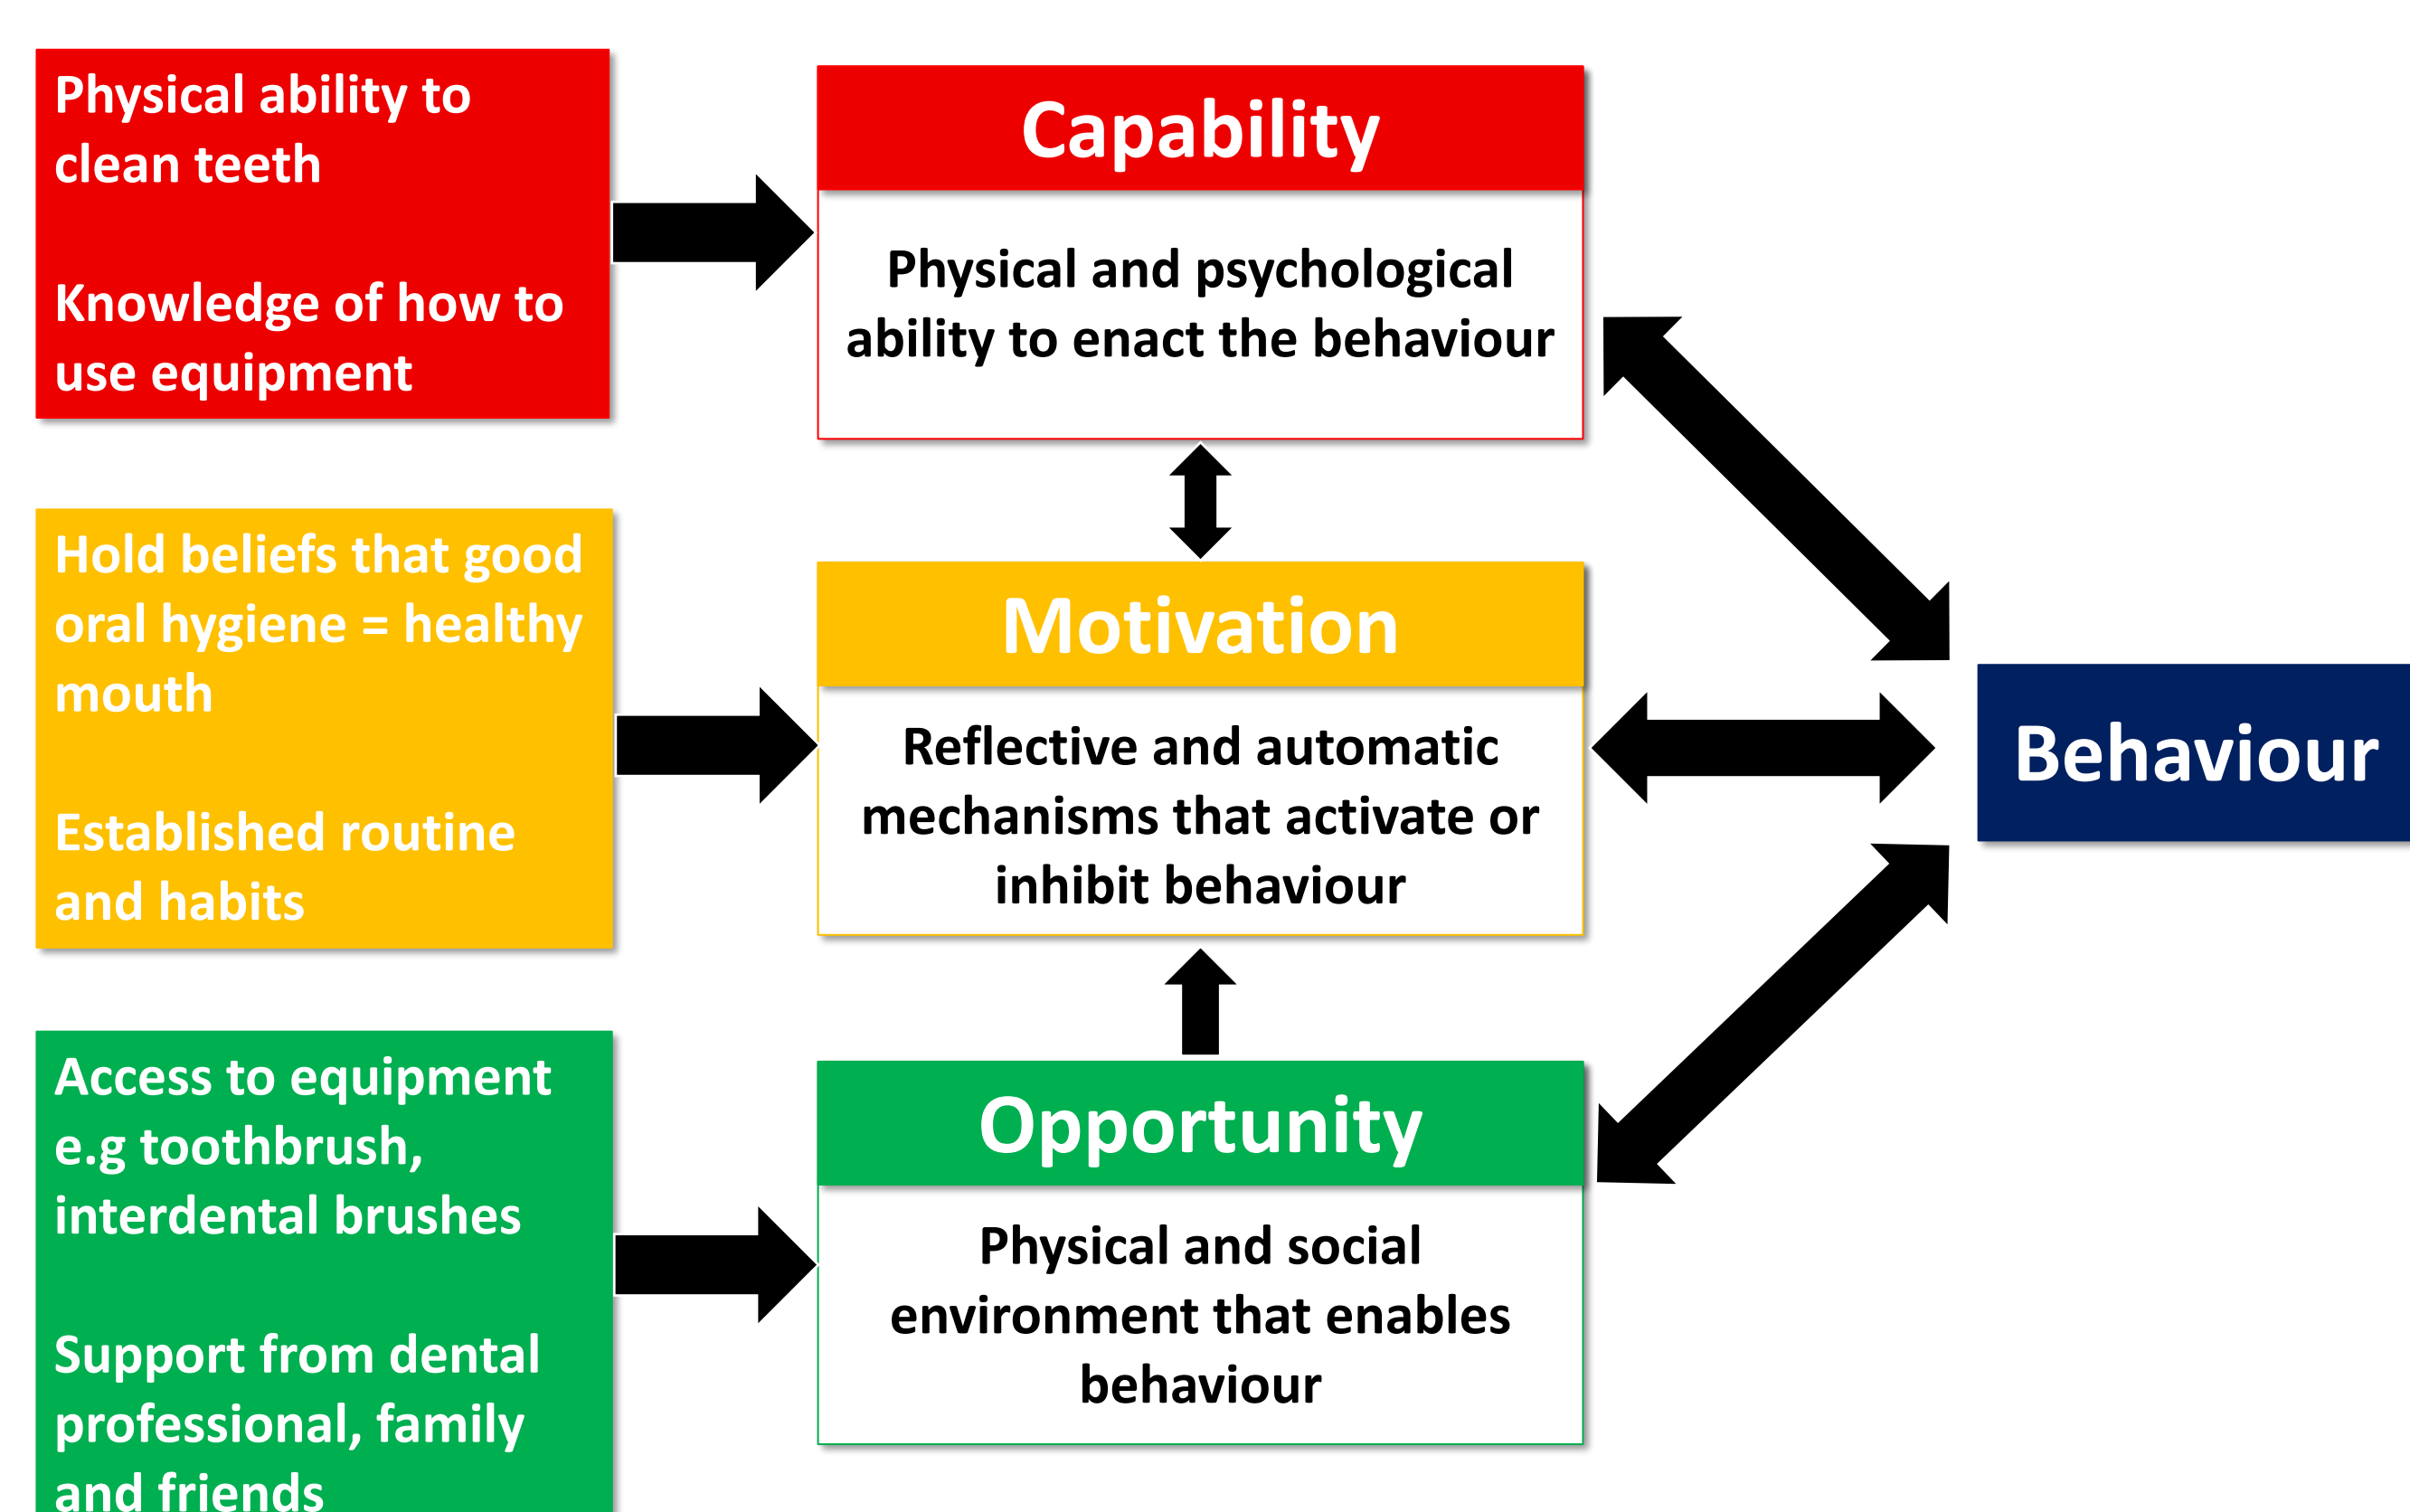 Physical ability to
clean teeth
Knowledge of how to
use equipment
Capability
Physical and psychological
ability to enact the behaviour
Hold beliefs that good
oral hygiene = healthy
mouth
Established routine
and habits
Motivation
Reflective and automatic
mechanisms that activate or
inhibit behaviour
Behaviour
Access to equipment
e.g toothbrush,
interdental brushes
Support from dental
professional, family
and friends
Opportunity
Physical and social
environment that enables
behaviour